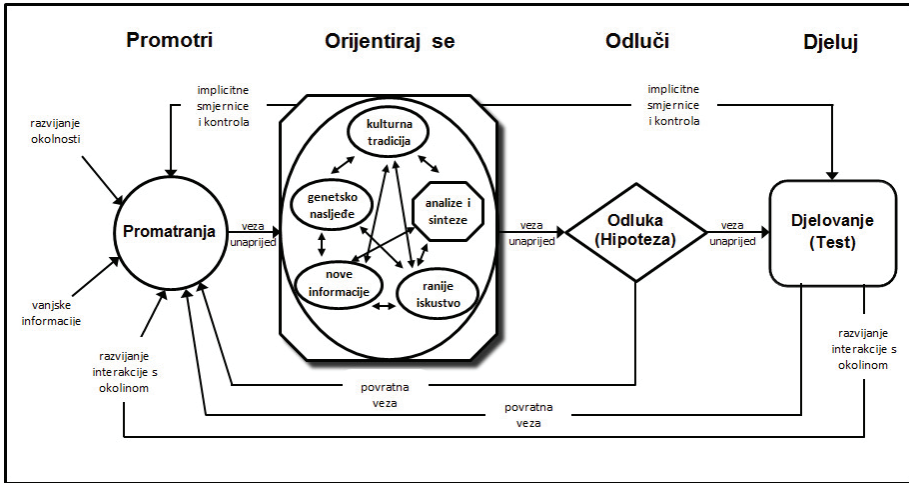 Promotri
Orijentiraj se
Odluči
Djeluj
implicitne
smjernice
i kontrola
implicitne
smjernice
i kontrola
razvijanje
okolnosti
kulturna
tradicija
genetsko
nasljeđe
analize i
sinteze
Promatranja
veza
unaprijed
veza
unaprijed
Odluka
(Hipoteza)
veza
unaprijed
Djelovanje
(Test)
nove
informacije
ranije
iskustvo
vanjske
informacije
razvijanje
interakcije s
okolinom
razvijanje
interakcije s
okolinom
povratna
veza
povratna
veza